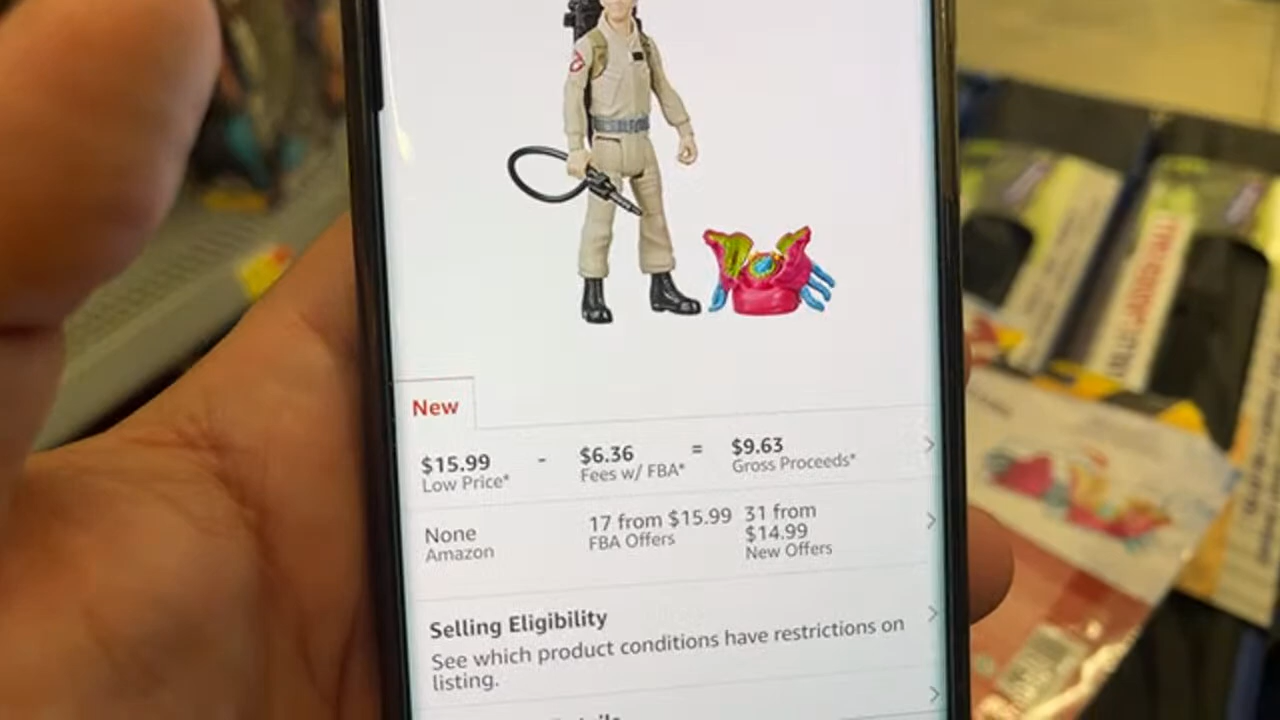 New
$15.99 - $6.36 = $9.63
Low Price* Fees w/ FBA* Gross Proceeds*
None 17 from $15.99 31 from $14.99
Amazon FBA Offers New Offers
Selling Eligibility
See which product conditions have restrictions on
listing.